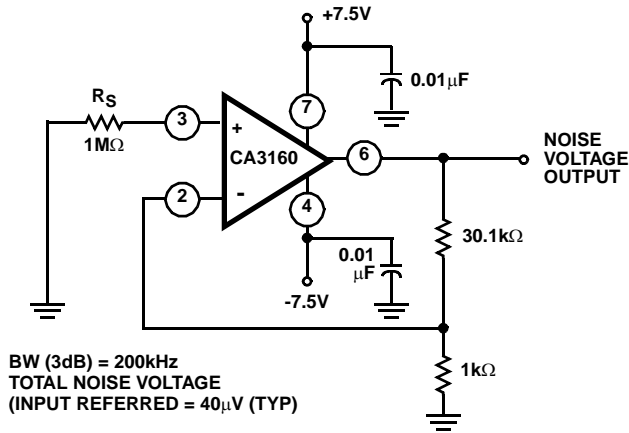 +7.5V
0.01μF
RS
1MΩ
3
7
+
CA3160
6
NOISE
VOLTAGE
OUTPUT
2
-
4
30.1kΩ
0.01
μF
-7.5V
1kΩ
BW (3dB) = 200kHz
TOTAL NOISE VOLTAGE
(INPUT REFERRED = 40μV (TYP)